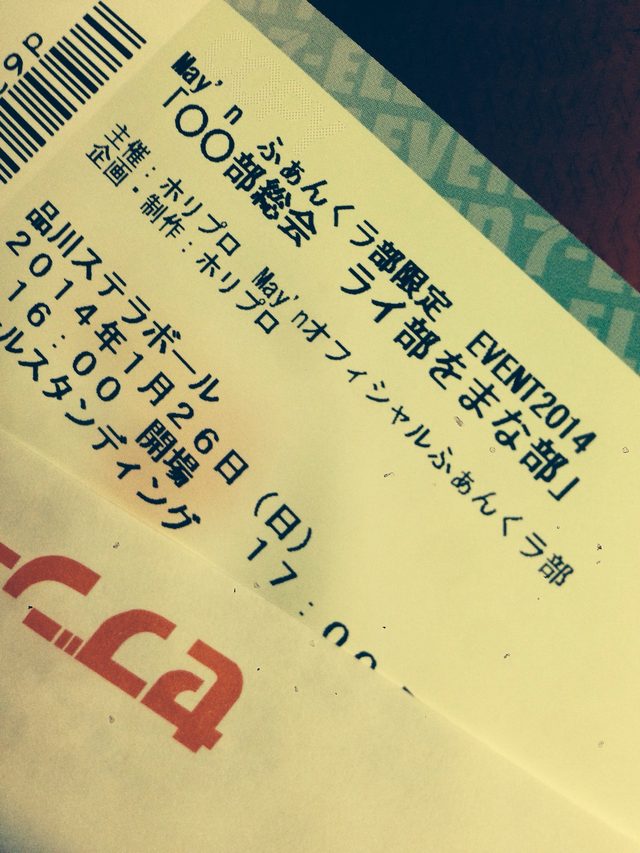 May'n ふぁんくラ部限定 EVENT2014
「○○部総会 ライ部をまな部」
主催:ホリプロ May'nオフィシャルふぁんくラ部
企画・制作:ホリプロ
品川ステラボール
2014年1月26日(日)
16:00 開場 17:00
ルスタンディング
セブン